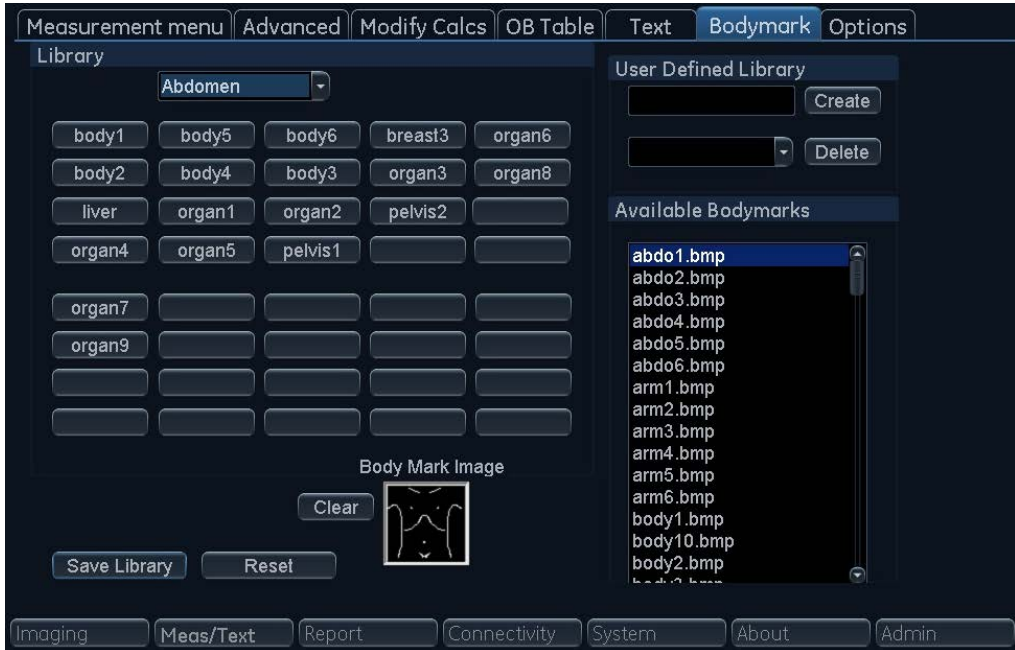 Measurement menu Advanced Modify Calcs OB Table Text Bodymark Options
Library
Abdomen
body1 body5 body6 breast3 organ6
body2 body4 body3 organ3 organ8
liver organ1 organ2 pelvis2
organ4 organ5 pelvis1
organ7
organ9
Body Mark Image
Clear
Save Library Reset
User Defined Library
Create
Delete
Available Bodymarks
abdo1.bmp
abdo2.bmp
abdo3.bmp
abdo4.bmp
abdo5.bmp
abdo6.bmp
arm1.bmp
arm2.bmp
arm3.bmp
arm4.bmp
arm5.bmp
arm6.bmp
body1.bmp
body10.bmp
body2.bmp
Imaging Meas/Text Report Connectivity System About Admin